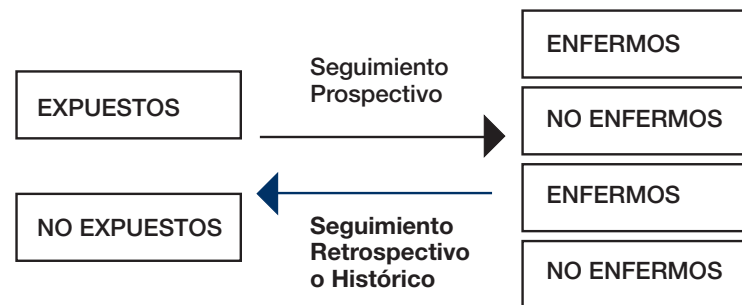 EXPUESTOS
NO EXPUESTOS
Seguimiento
Prospectivo
Seguimiento
Retrospectivo
o Histórico
ENFERMOS
NO ENFERMOS
ENFERMOS
NO ENFERMOS